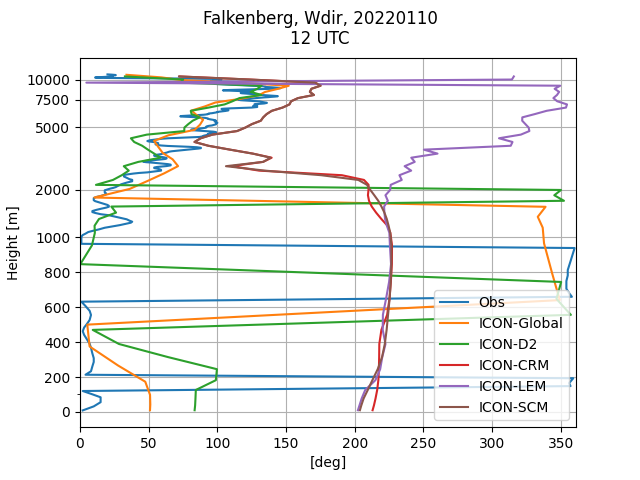 Falkenberg, Wdir, 20220110
12 UTC
Height [m]
10000
7500
5000
2000
1000
800
600
400
200
0
0
50
100
150
200
250
300
350
[deg]
Obs
ICON-Global
ICON-D2
ICON-CRM
ICON-LEM
ICON-SCM